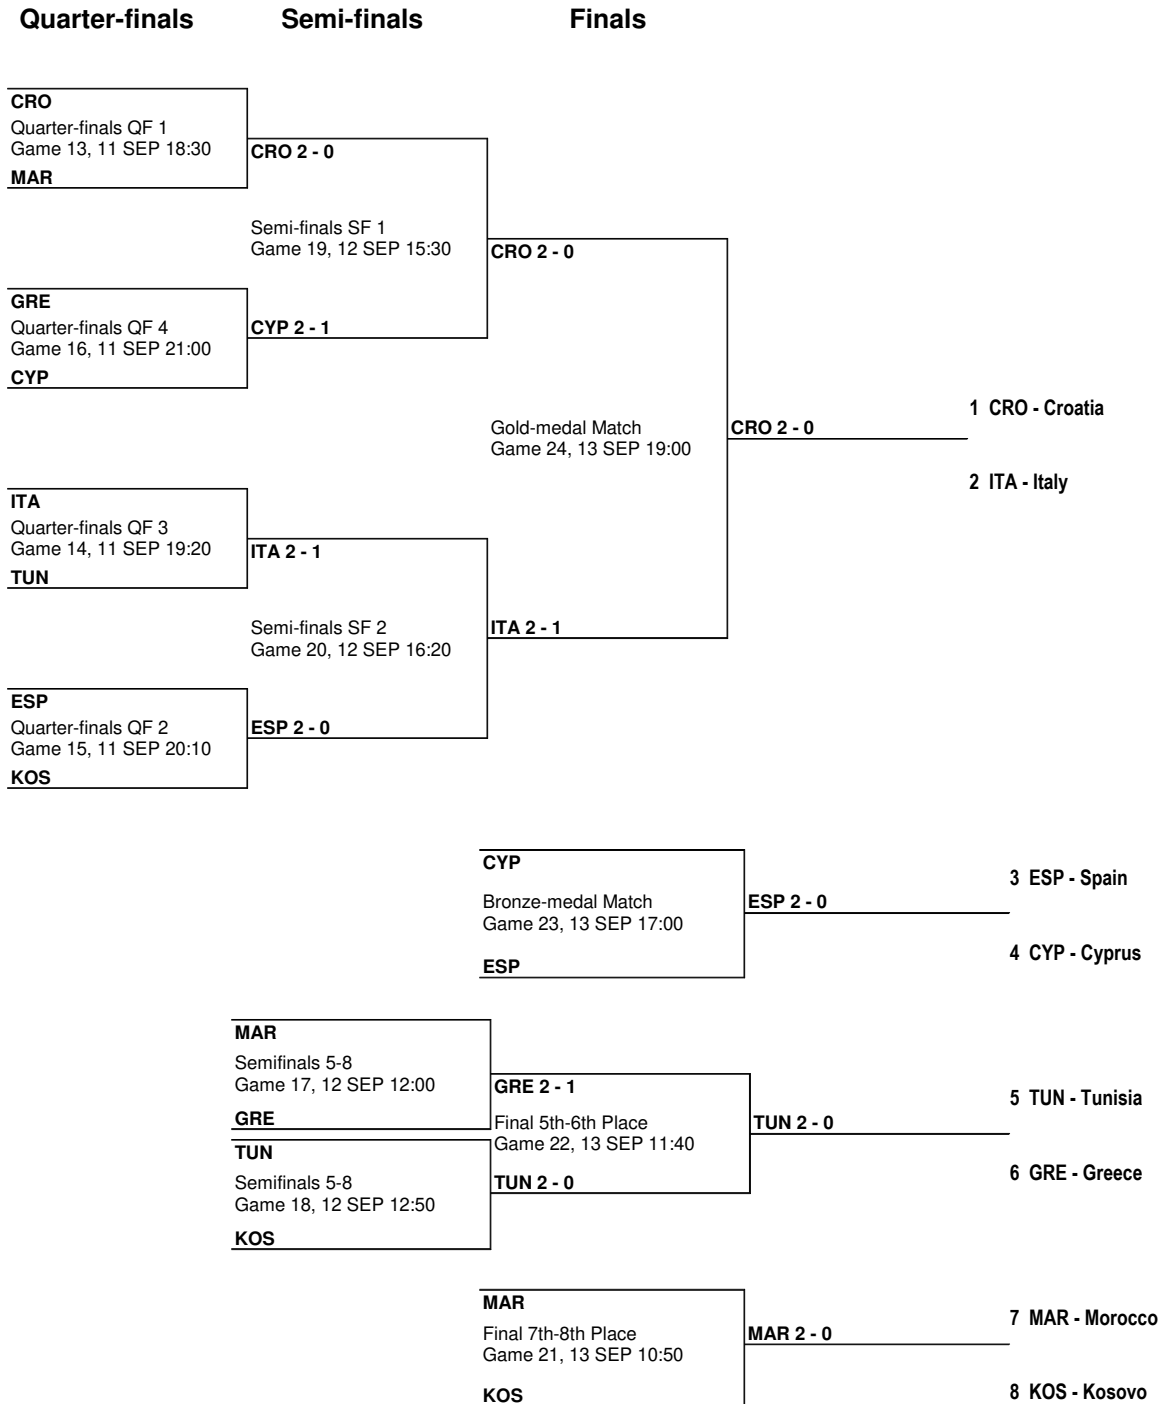 Quarter-finals Semi-finals Finals
CRO
Quarter-finals QF 1
Game 13, 11 SEP 18:30
MAR
CRO 2 - 0
Semi-finals SF 1
Game 19, 12 SEP 15:30
CRO 2 - 0
GRE
Quarter-finals QF 4
Game 16, 11 SEP 21:00
CYP
CYP 2 - 1
Gold-medal Match
Game 24, 13 SEP 19:00
CRO 2 - 0
1 CRO - Croatia
2 ITA - Italy
ITA
Quarter-finals QF 3
Game 14, 11 SEP 19:20
TUN
ITA 2 - 1
Semi-finals SF 2
Game 20, 12 SEP 16:20
ITA 2 - 1
ESP
Quarter-finals QF 2
Game 15, 11 SEP 20:10
KOS
ESP 2 - 0
CYP
Bronze-medal Match
Game 23, 13 SEP 17:00
ESP
ESP 2 - 0
3 ESP - Spain
4 CYP - Cyprus
MAR
Semifinals 5-8
Game 17, 12 SEP 12:00
GRE
GRE 2 - 1
Final 5th-6th Place
Game 22, 13 SEP 11:40
TUN 2 - 0
5 TUN - Tunisia
6 GRE - Greece
TUN
Semifinals 5-8
Game 18, 12 SEP 12:50
KOS
TUN 2 - 0
MAR
Final 7th-8th Place
Game 21, 13 SEP 10:50
KOS
MAR 2 - 0
7 MAR - Morocco
8 KOS - Kosovo